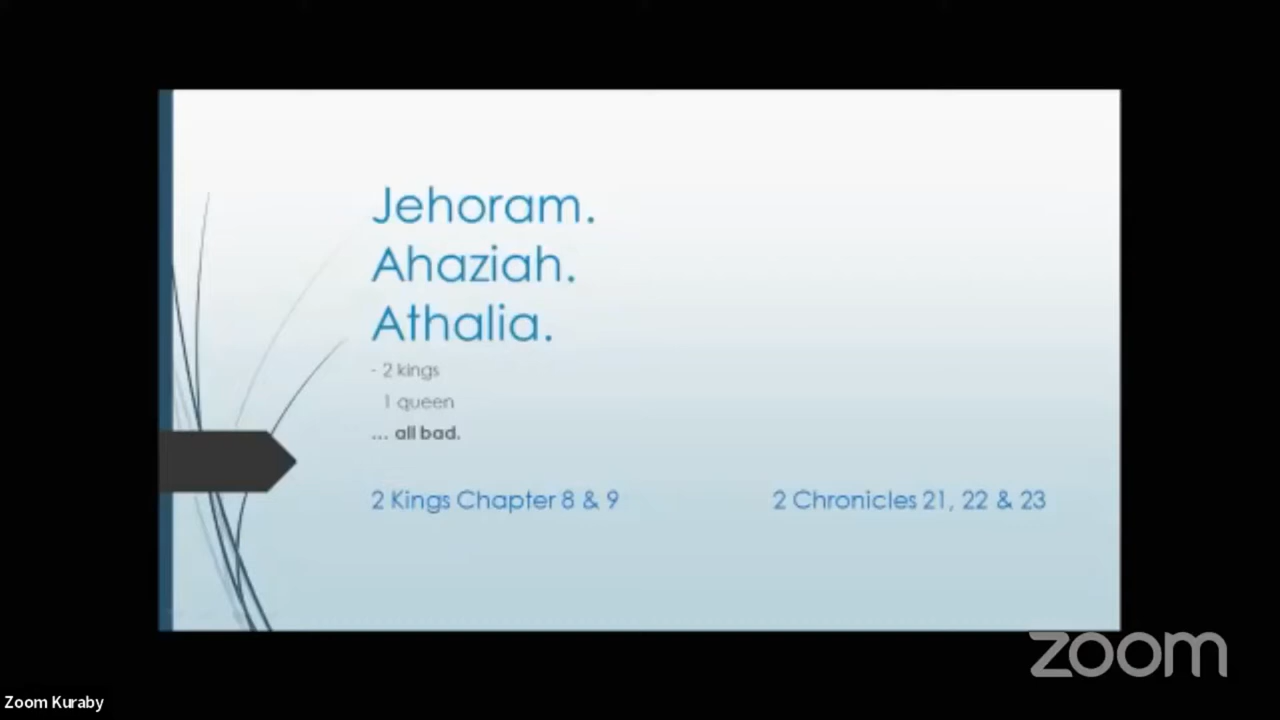 Jehoram.
Ahaziah.
Athalia.
- 2 kings
1 queen
... all bad.
2 Kings Chapter 8 & 9
2 Chronicles 21, 22 & 23
zoom
Zoom Kuraby